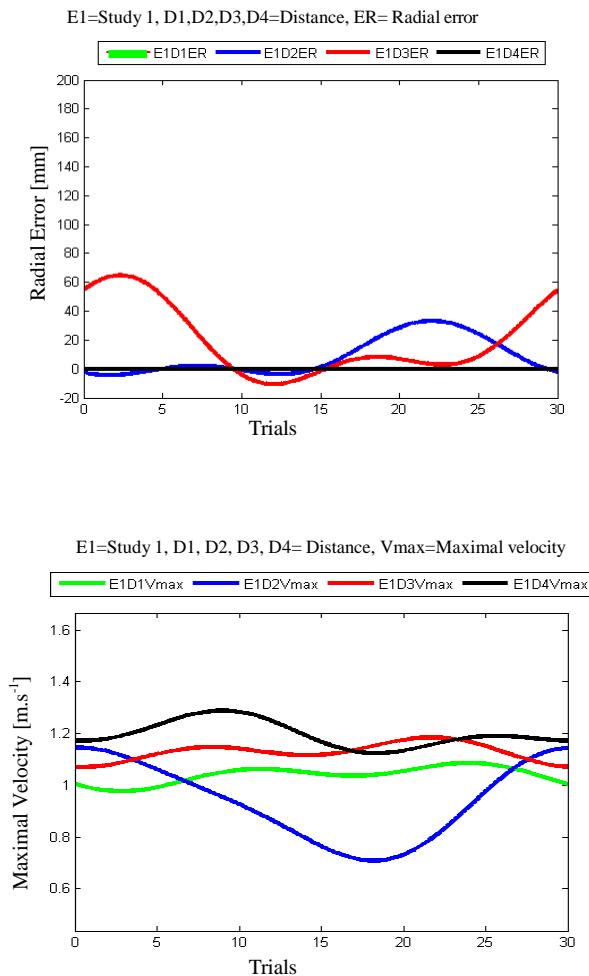 E1=Study 1, D1,D2,D3,D4=Distance, ER= Radial error
E1D1ER E1D2ER E1D3ER E1D4ER
200
180
160
140
120
100
80
60
40
20
0
-20
Radial Error [mm]
0 5 10 15 20 25 30
Trials
E1=Study 1, D1, D2, D3, D4= Distance, Vmax=Maximal velocity
E1D1Vmax E1D2Vmax E1D3Vmax E1D4Vmax
1.6
1.4
1.2
1
0.8
0.6
Maximal Velocity [m.s-1]
0 5 10 15 20 25 30
Trials